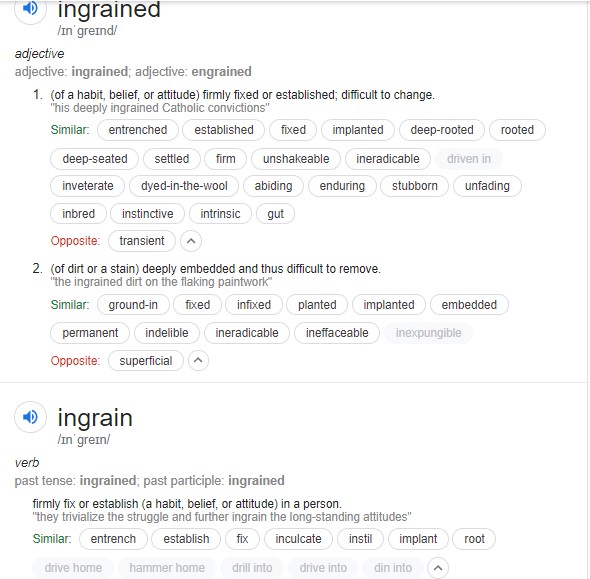 ingrained
/ɪnˈɡreɪnd/
adjective
adjective: ingrained; adjective: engrained
1. (of a habit, belief, or attitude) firmly fixed or established; difficult to change.
"his deeply ingrained Catholic convictions"
Similar: entrenched established fixed implanted deep-rooted rooted
deep-seated settled firm unshakeable ineradicable driven in
inveterate dyed-in-the-wool abiding enduring stubborn unfading
inbred instinctive intrinsic gut
Opposite: transient
2. (of dirt or a stain) deeply embedded and thus difficult to remove.
"the ingrained dirt on the flaking paintwork"
Similar: ground-in fixed infixed planted implanted embedded
permanent indelible ineradicable ineffaceable inexpungible
Opposite: superficial
ingrain
/ɪnˈɡreɪn/
verb
past tense: ingrained; past participle: ingrained
firmly fix or establish (a habit, belief, or attitude) in a person.
"they trivialize the struggle and further ingrain the long-standing attitudes"
Similar: entrench establish fix inculcate instil implant root
drive home hammer home drill into drive into din into